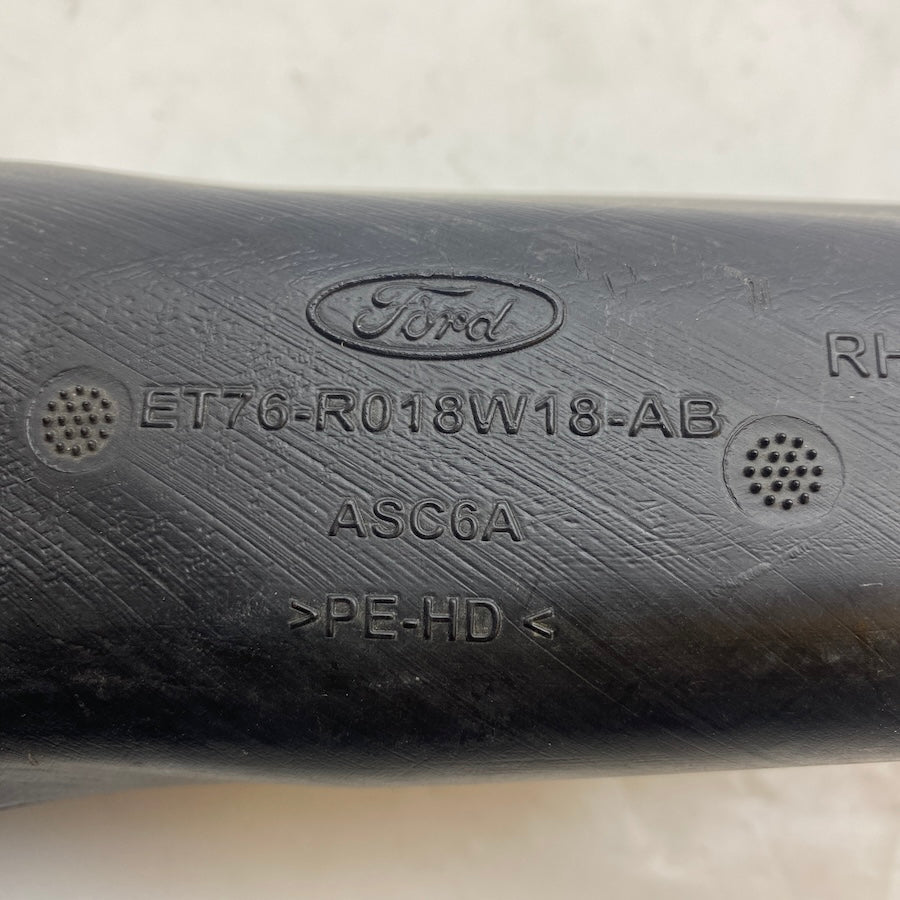 Ford
RH
ET76-R018W18-AB
ASC6A
>PE-HD<